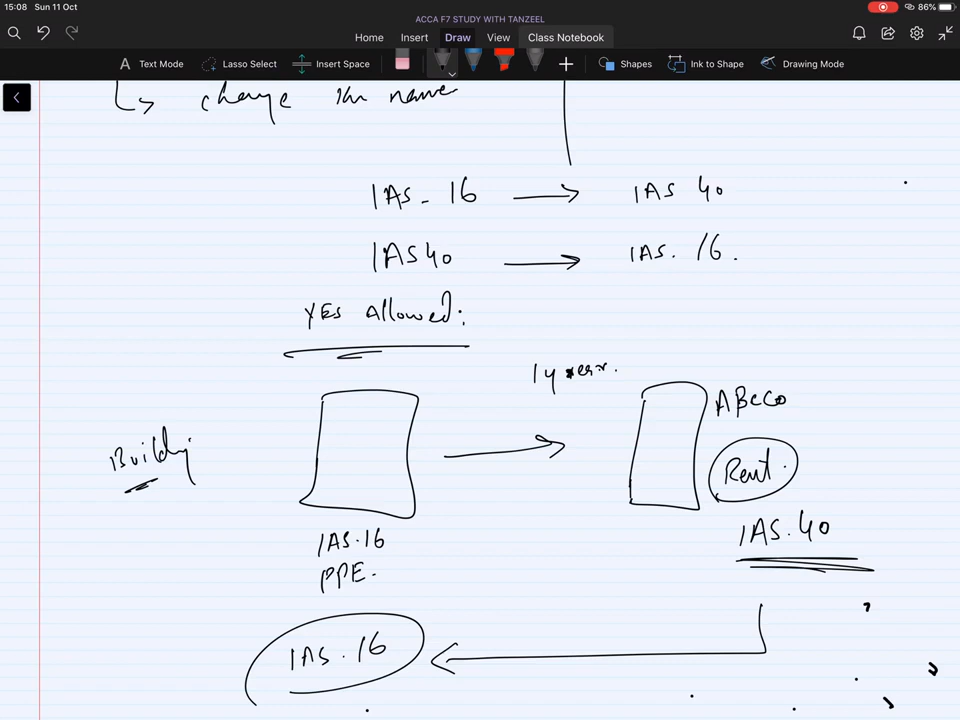 15:08 Sun 11 Oct 86%
ACCA F7 STUDY WITH TANZEEL
Home Insert Draw View Class Notebook
Text Mode Lasso Select Insert Space Shapes Ink to Shape Drawing Mode
change the name
IAS - 16 → IAS 40
IAS 40 → IAS. 16.
YES Allowed:
1 year.
ABCCO
Building
Rent.
IAS.16
IAS.40
PPE.
IAS.16